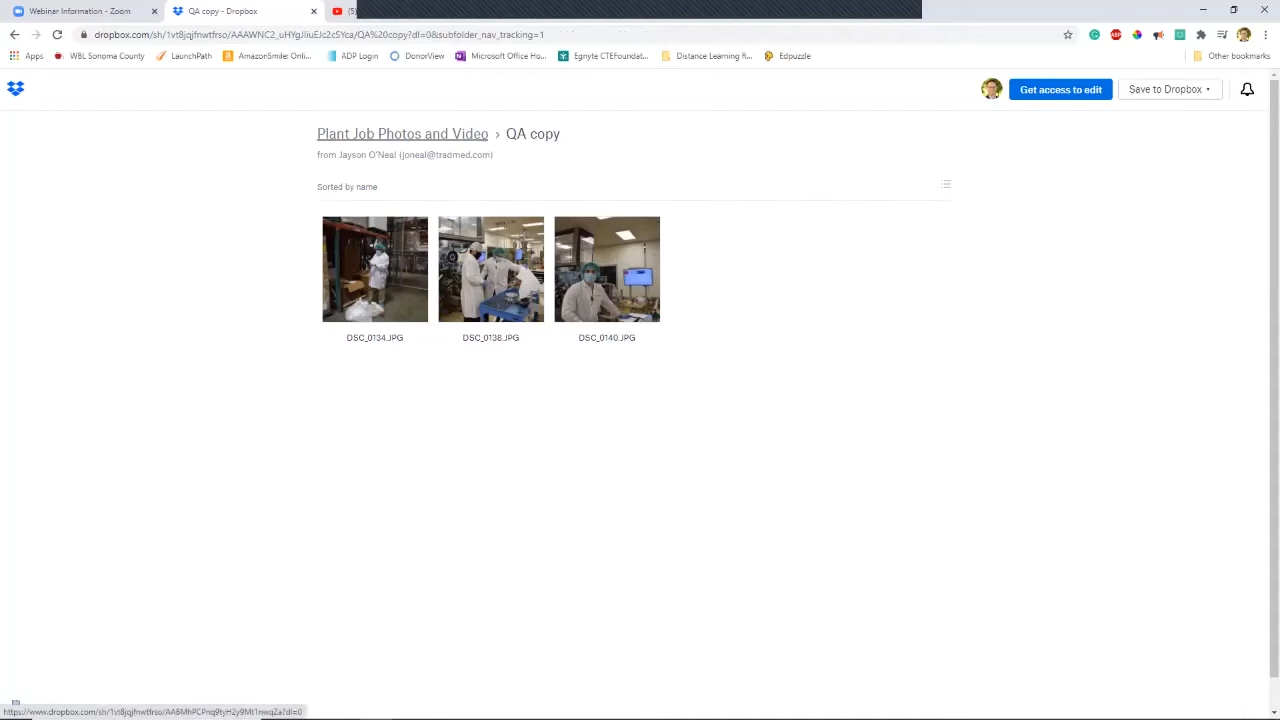 Webinar Information - Zoom
QA copy - Dropbox
(5)
dropbox.com/sh/1vt8jqjfnwtfrso/AAAWNC2_uHYgJIiuEJc2cSYca/QA%20copy?dl=0&subfolder_nav_tracking=1
Apps
WBL Sonoma County
LaunchPath
AmazonSmiler Onli...
ADP Login
DonorView
Microsoft Office Ho...
Egnyte CTEFoundat...
Distance Learning R...
Edpuzzle
Other bookmarks
Get access to edit
Save to Dropbox
Plant Job Photos and Video › QA copy
from Jayson O'Neal (joneal@tradmed.com)
Sorted by name
DSC_0134.JPG
DSC_0138.JPG
DSC_0140.JPG